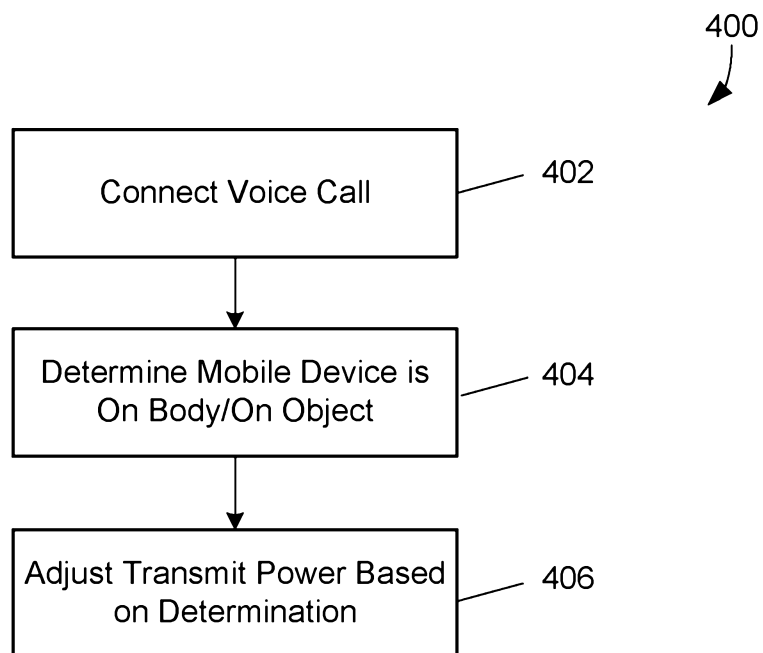 400
Connect Voice Call
402
Determine Mobile Device is
On Body/On Object
404
Adjust Transmit Power Based
on Determination
406